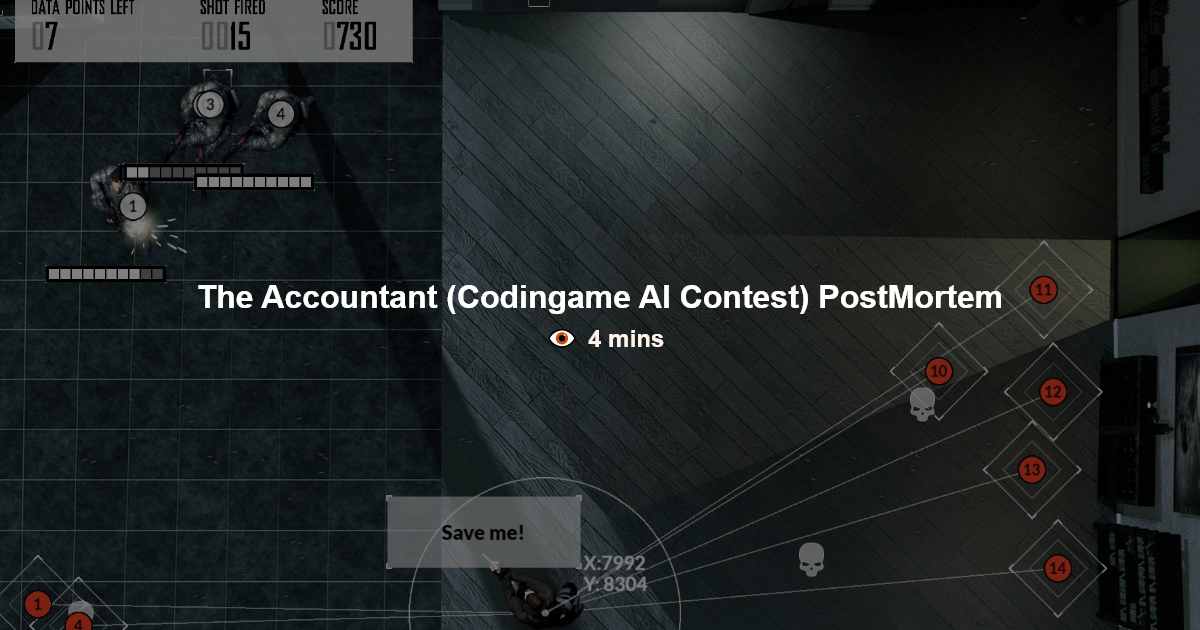 DATA POINTS LEFT SHOT FIRED SCORE
07 0015 0730
3
4
1
11
The Accountant (Codingame AI Contest) PostMortem
4 mins
10
12
13
Save me!
X:7992
Y: 8304
14
1
4